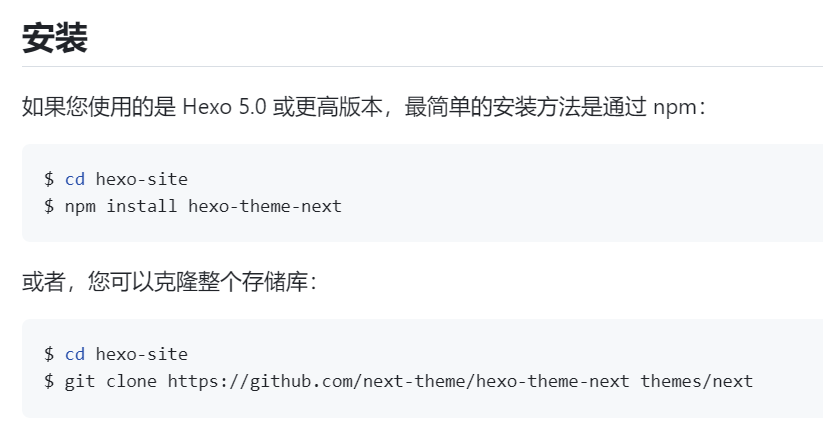 安装
如果您使用的是 Hexo 5.0 或更高版本，最简单的安装方法是通过 npm：
$ cd hexo-site
$ npm install hexo-theme-next
或者，您可以克隆整个存储库：
$ cd hexo-site
$ git clone https://github.com/next-theme/hexo-theme-next themes/next